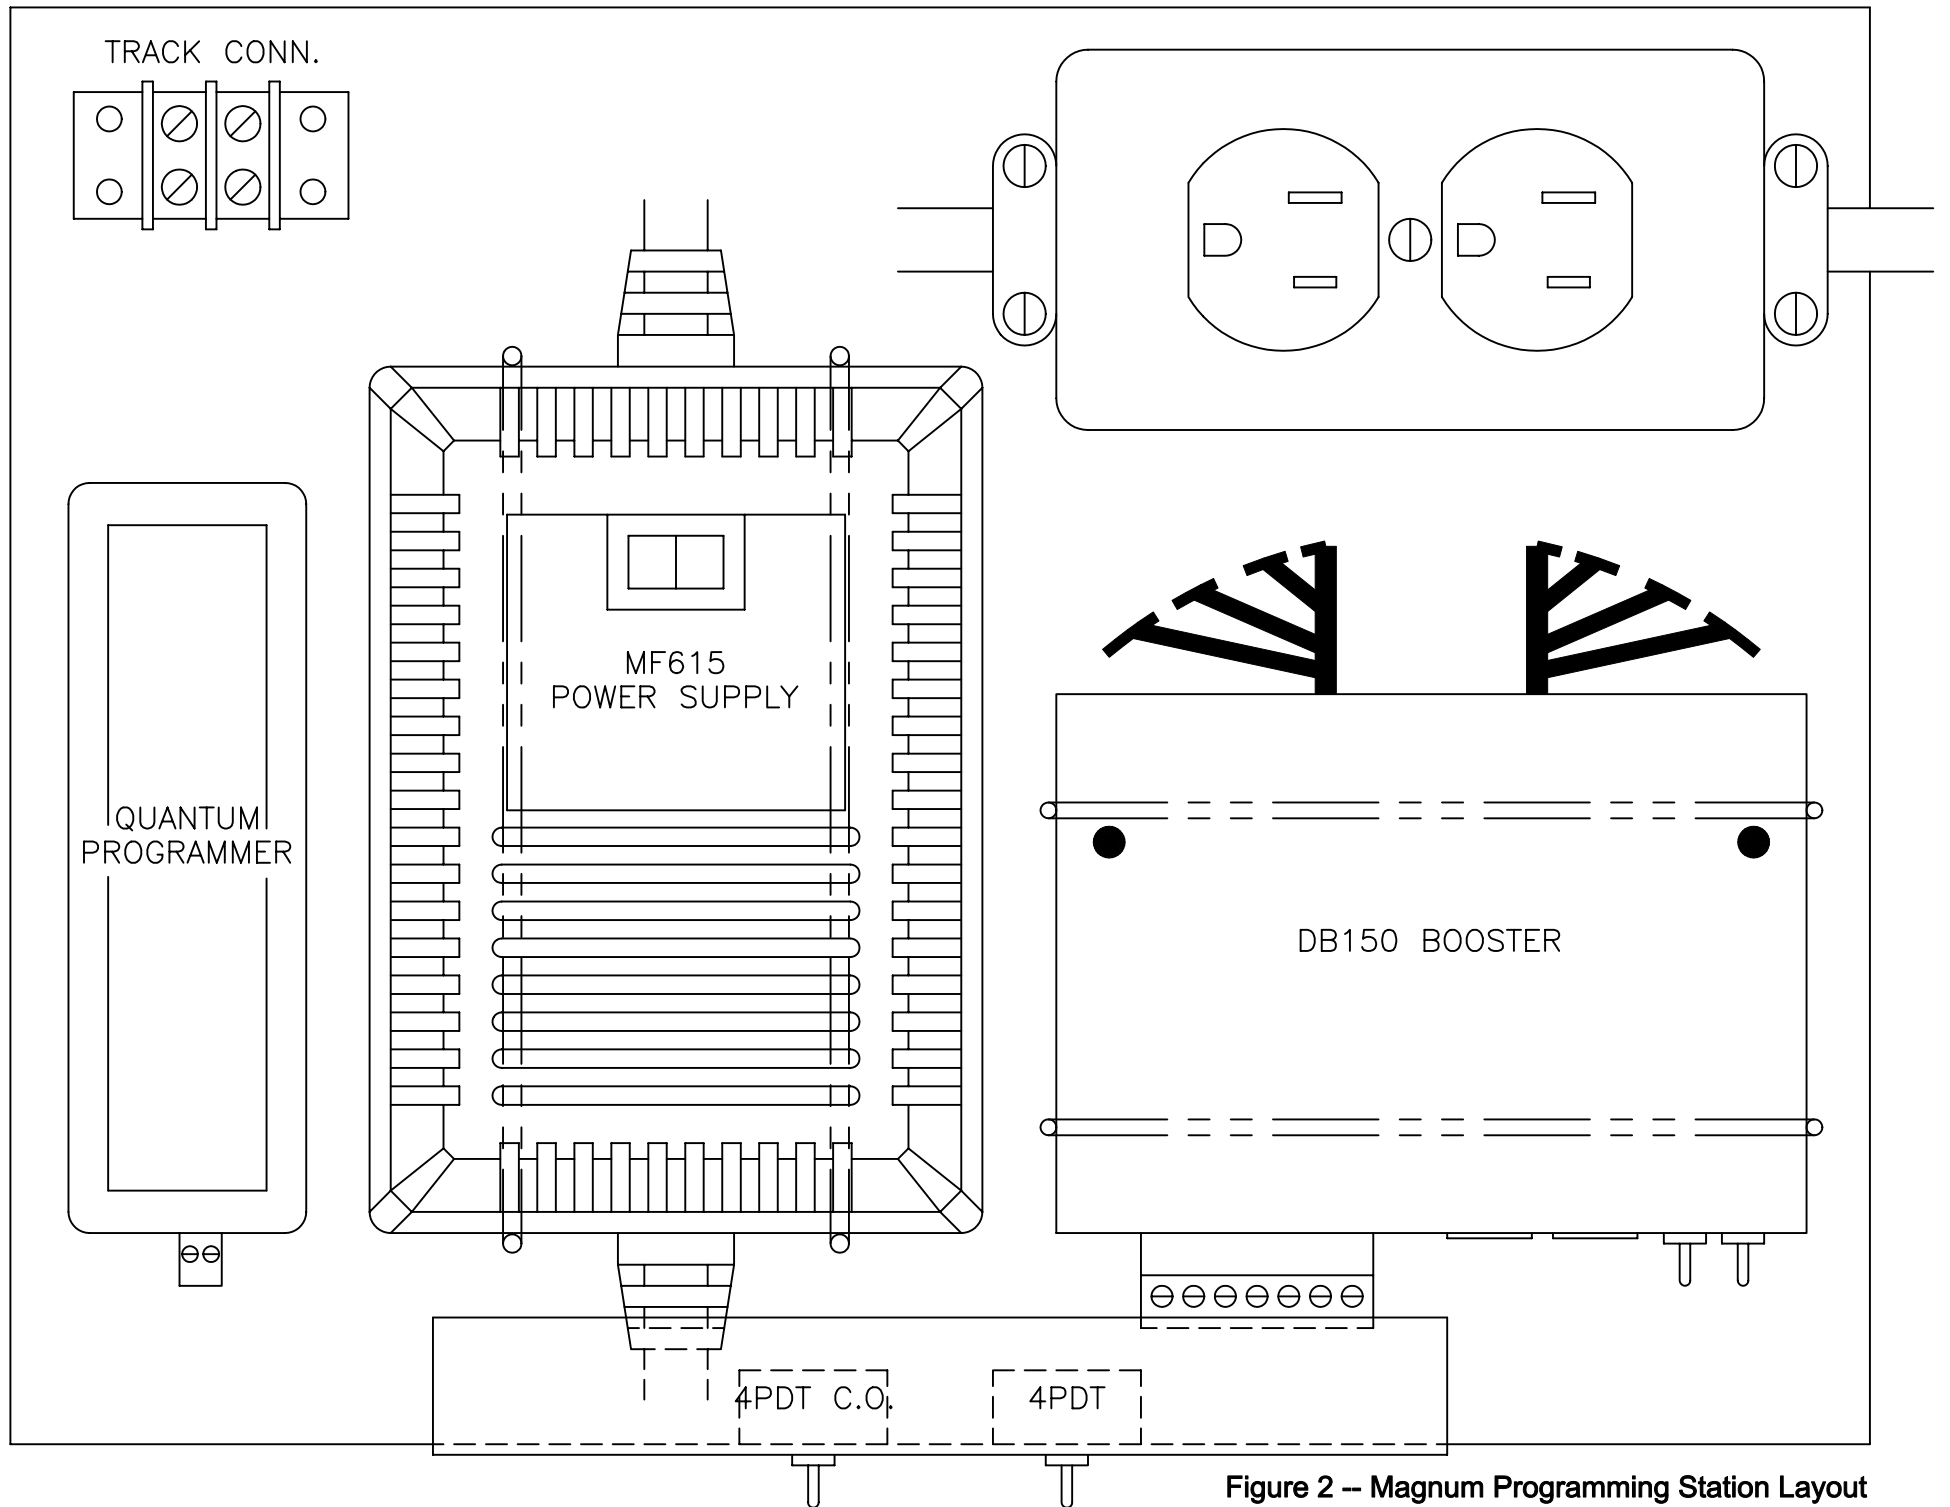 TRACK CONN.
MF615
POWER SUPPLY
QUANTUM
PROGRAMMER
DB150 BOOSTER
4PDT C.O.
4PDT
Figure 2 -- Magnum Programming Station Layout